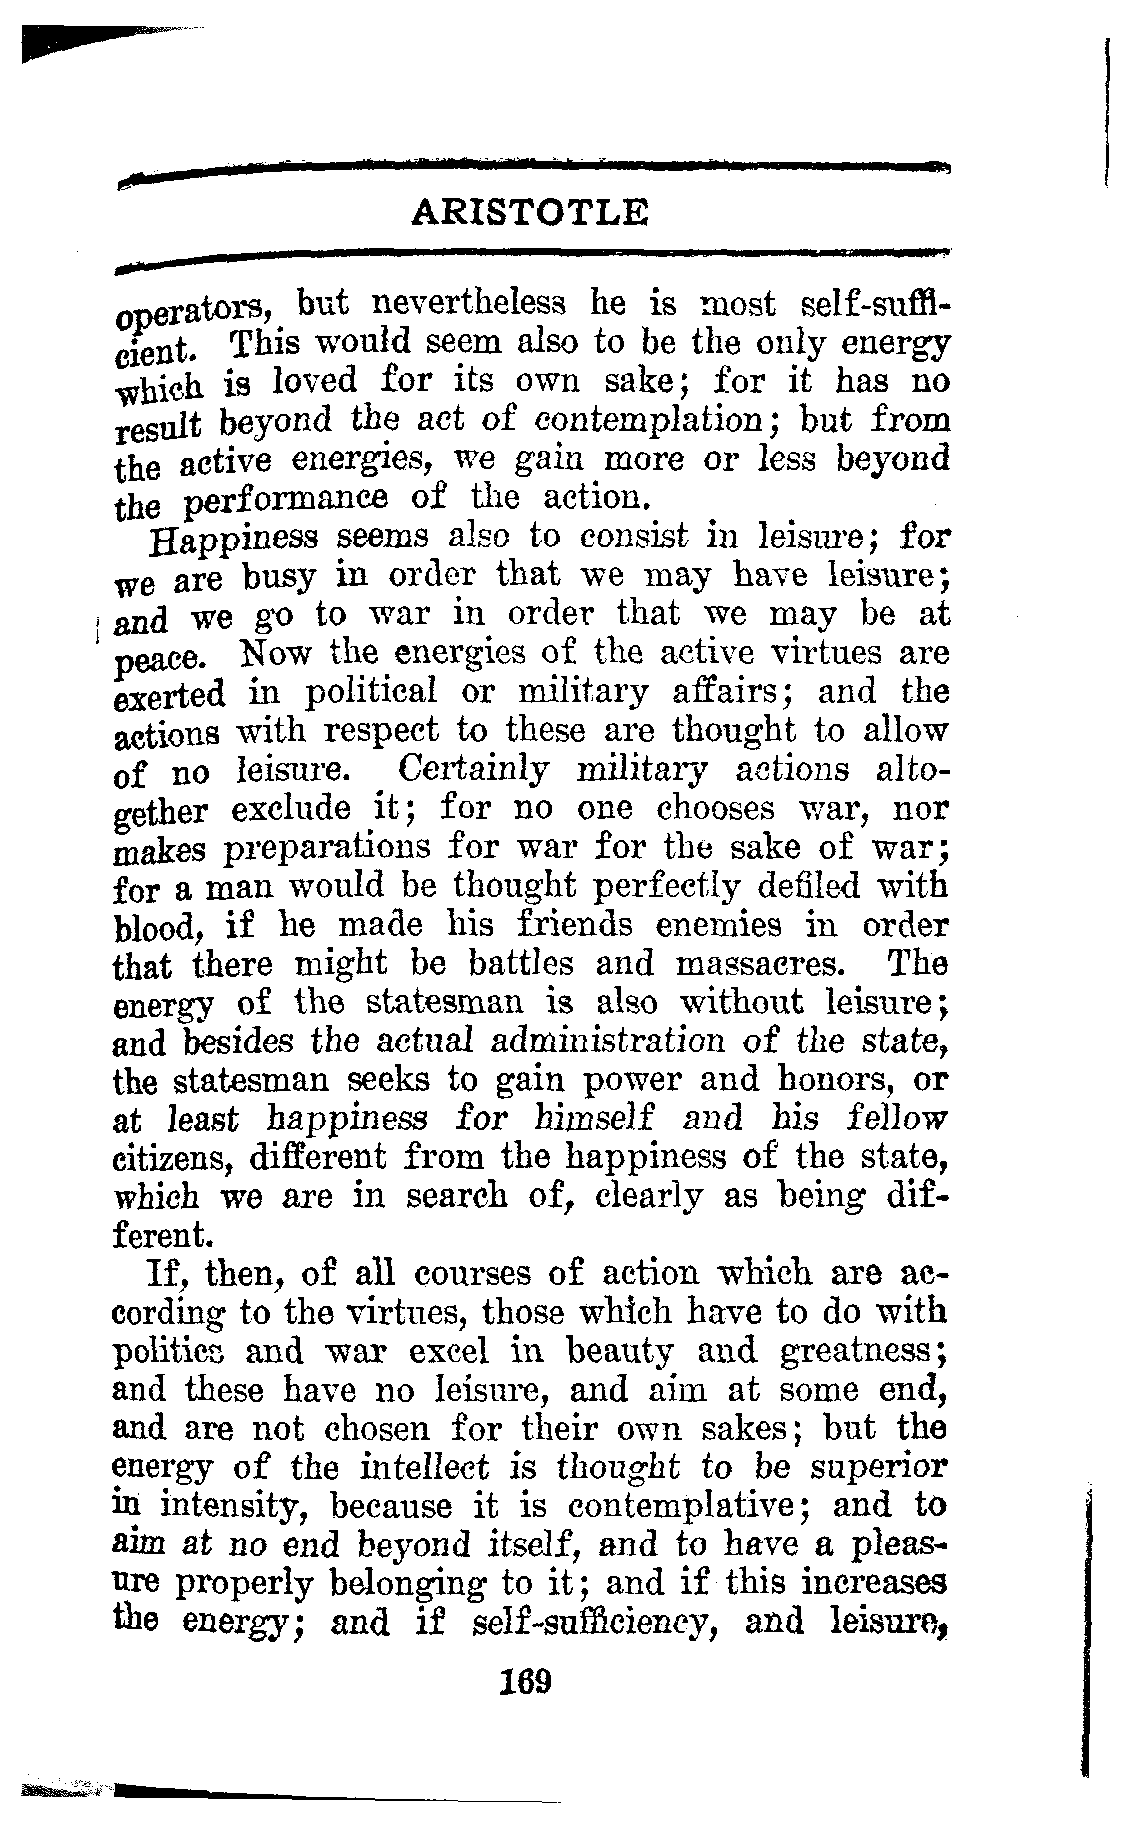 ARISTOTLE
operators, but nevertheless he is most self-suffi-
cient. This would seem also to be the only energy
which is loved for its own sake; for it has no
result beyond the act of contemplation; but from
the active energies, we gain more or less beyond
the performance of the action.
Happiness seems also to consist in leisure; for
we are busy in order that we may have leisure;
and we go to war in order that we may be at
peace. Now the energies of the active virtues are
exerted in political or military affairs; and the
actions with respect to these are thought to allow
of no leisure. Certainly military actions alto-
gether exclude it; for no one chooses war, nor
makes preparations for war for the sake of war;
for a man would be thought perfectly defiled with
blood, if he made his friends enemies in order
that there might be battles and massacres. The
energy of the statesman is also without leisure;
and besides the actual administration of the state,
the statesman seeks to gain power and honors, or
at least happiness for himself and his fellow
citizens, different from the happiness of the state,
which we are in search of, clearly as being dif-
ferent.
If, then, of all courses of action which are ac-
cording to the virtues, those which have to do with
politics and war excel in beauty and greatness;
and these have no leisure, and aim at some end,
and are not chosen for their own sakes; but the
energy of the intellect is thought to be superior
in intensity, because it is contemplative; and to
aim at no end beyond itself, and to have a pleas-
ure properly belonging to it; and if this increases
the energy; and if self-sufficiency, and leisure,
169